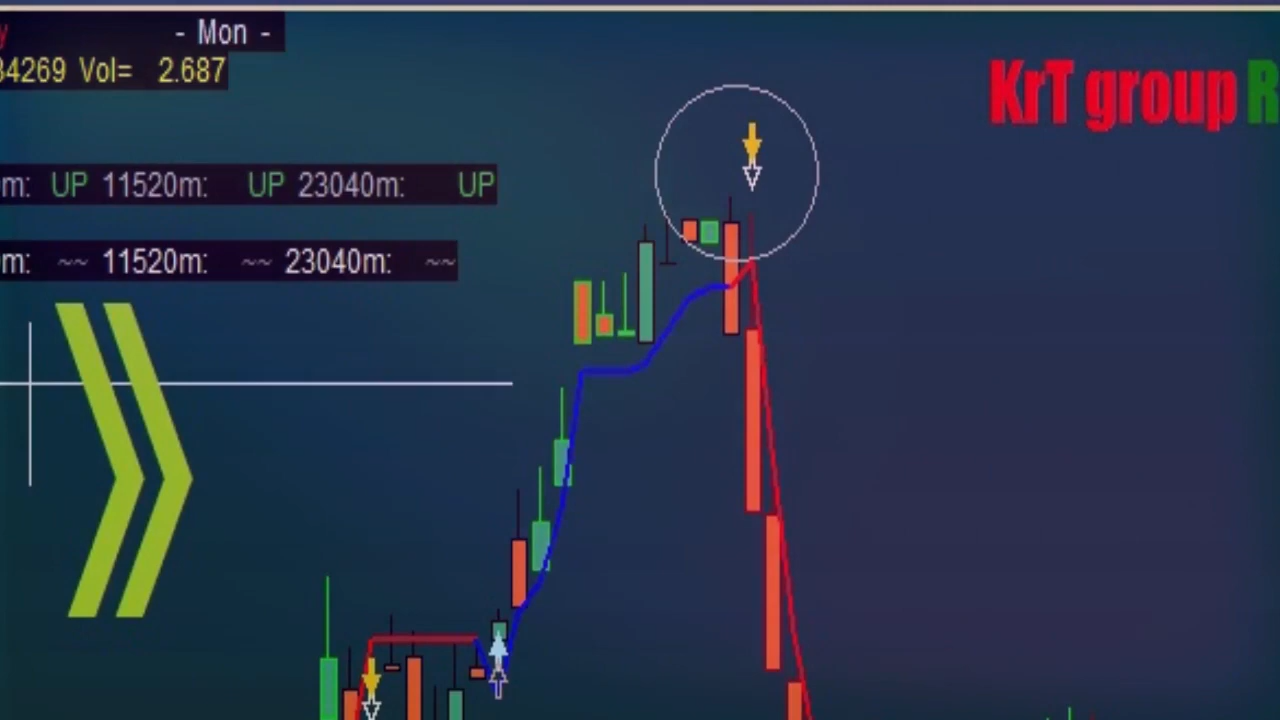 y - Mon -
34269 Vol= 2.687
KrT group R
m: UP 11520m: UP 23040m: UP
m: ~~ 11520m: ~~ 23040m: ~~